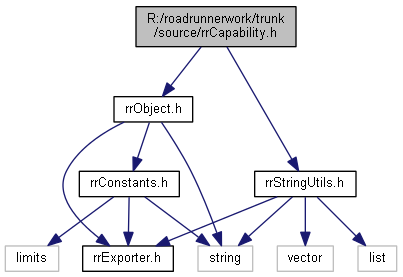 R:/roadrunnerwork/trunk
/source/rrCapability.h
rrObject.h
rrConstants.h
rrStringUtils.h
limits
rrExporter.h
string
vector
list